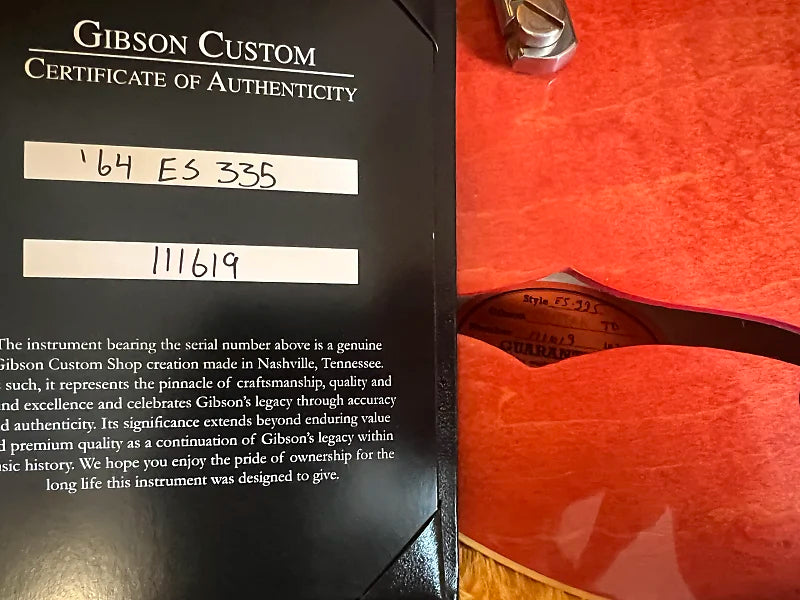 GIBSON CUSTOM
CERTIFICATE OF AUTHENTICITY
'64 ES 335
111619
The instrument bearing the serial number above is a genuine
Gibson Custom Shop creation made in Nashville, Tennessee.
such, it represents the pinnacle of craftsmanship, quality and
and excellence and celebrates Gibson's legacy through accuracy
authenticity. Its significance extends beyond enduring value
premium quality as a continuation of Gibson's legacy within
history. We hope you enjoy the pride of ownership for the
long life this instrument was designed to give.
Style ES-335
TD
111619
GUARAN